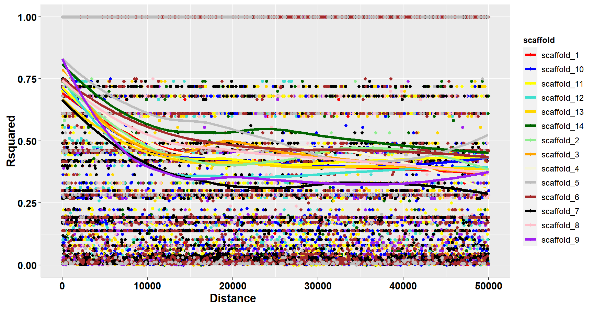 1.00
0.75
0.50
0.25
0.00
Rsquared
0
10000
20000
30000
40000
50000
Distance
scaffold
scaffold_1
scaffold_10
scaffold_11
scaffold_12
scaffold_13
scaffold_14
scaffold_2
scaffold_3
scaffold_4
scaffold_5
scaffold_6
scaffold_7
scaffold_8
scaffold_9